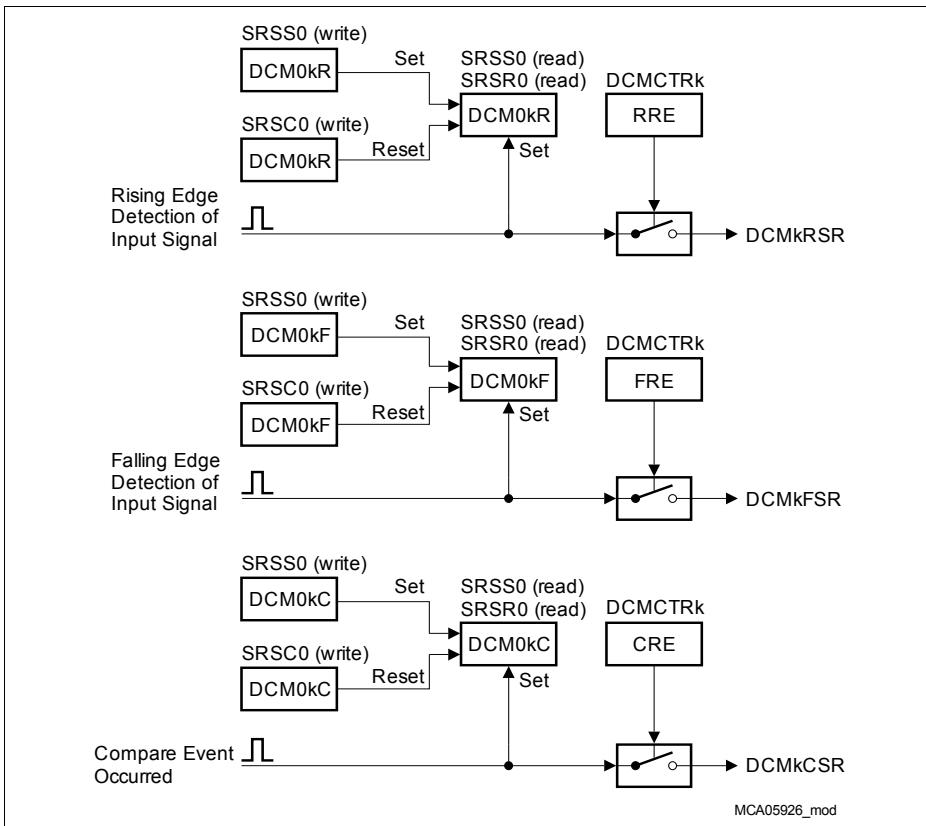 SRSS0 (write)
DCM0kR
Set
SRSS0 (read)
SRSR0 (read)
DCM0kR
DCMCTRk
RRE
SRSC0 (write)
DCM0kR
Reset
Set
Rising Edge
Detection of
Input Signal
DCMkRSR
SRSS0 (write)
DCM0kF
Set
SRSS0 (read)
SRSR0 (read)
DCM0kF
DCMCTRk
FRE
SRSC0 (write)
DCM0kF
Reset
Set
Falling Edge
Detection of
Input Signal
DCMkFSR
SRSS0 (write)
DCM0kC
Set
SRSS0 (read)
SRSR0 (read)
DCM0kC
DCMCTRk
CRE
SRSC0 (write)
DCM0kC
Reset
Set
Compare Event
Occurred
DCMkCSR
MCA05926_mod